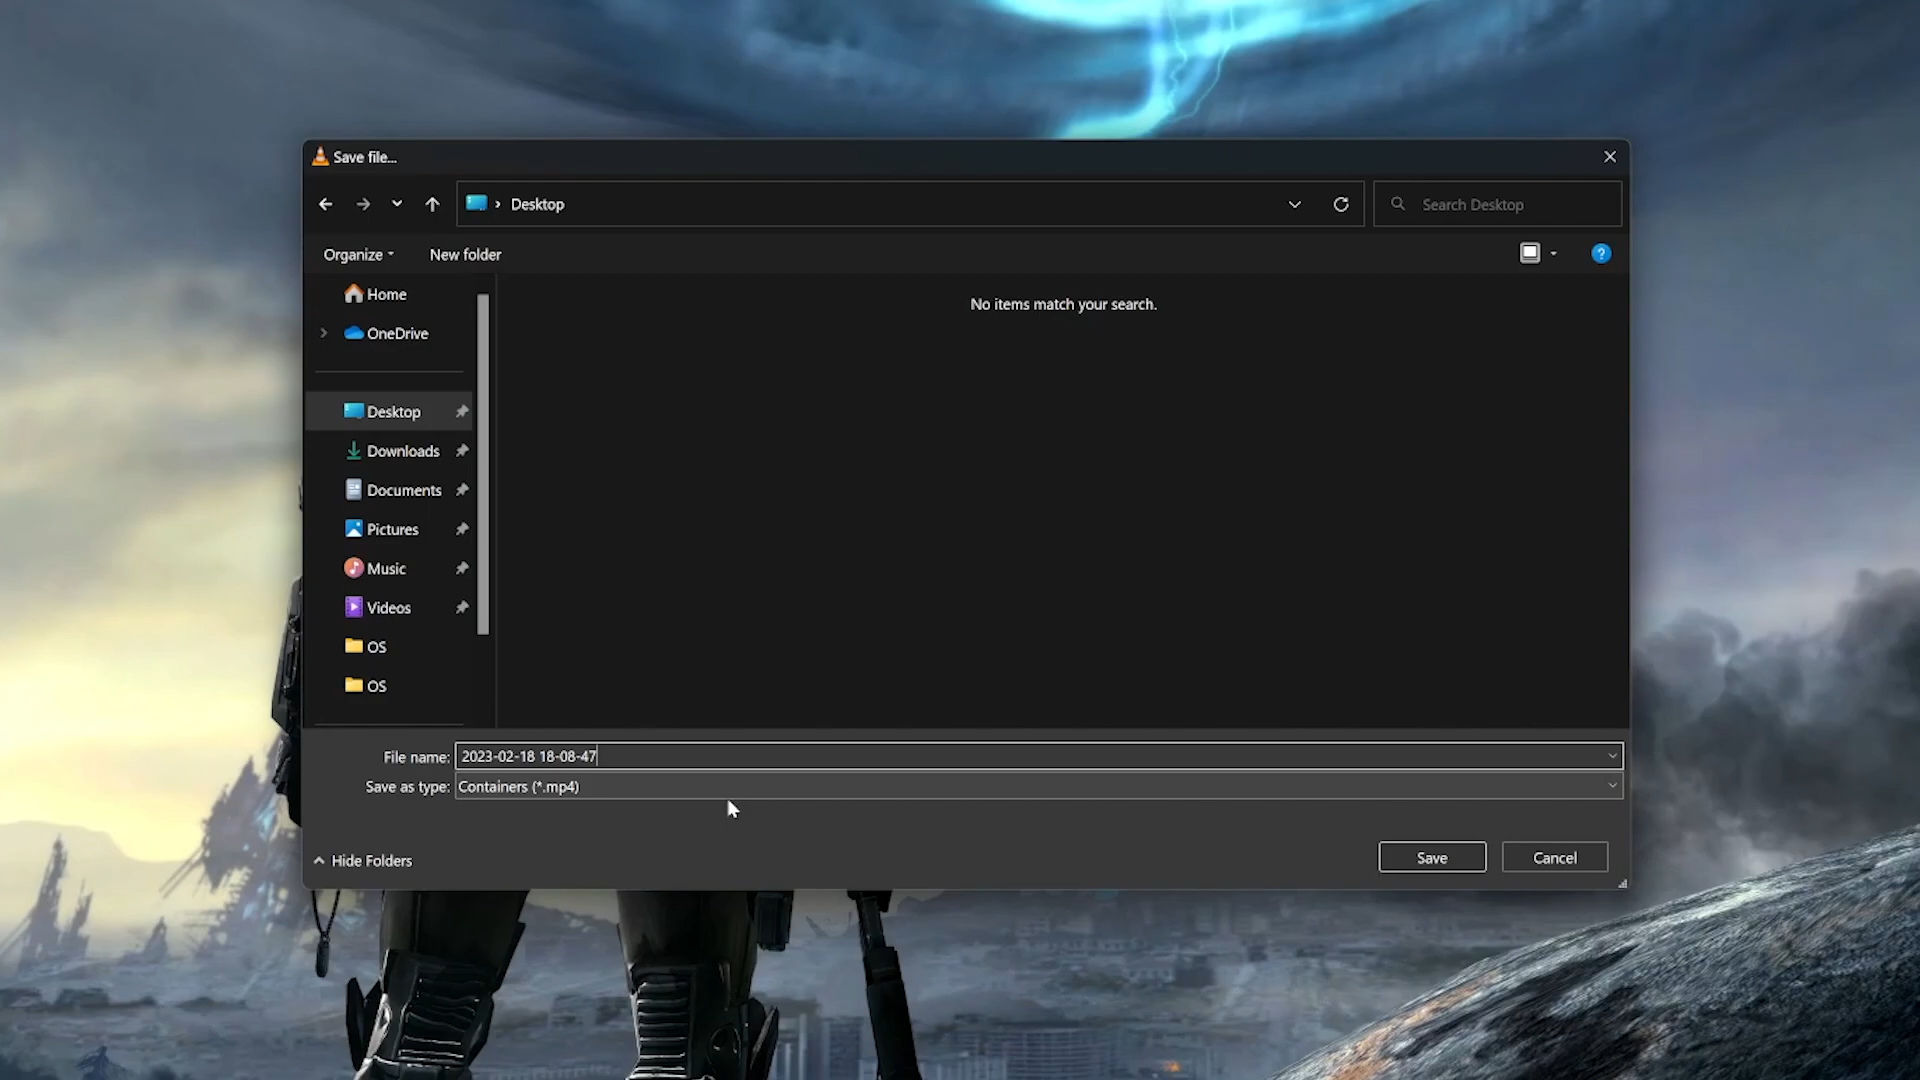 Save file...
Desktop
Search Desktop
Organize
New folder
Home
No items match your search.
OneDrive
Desktop
Downloads
Documents
Pictures
Music
Videos
OS
OS
File name: 2023-02-18 18-08-47
Save as type: Containers (*.mp4)
Hide Folders
Save
Cancel